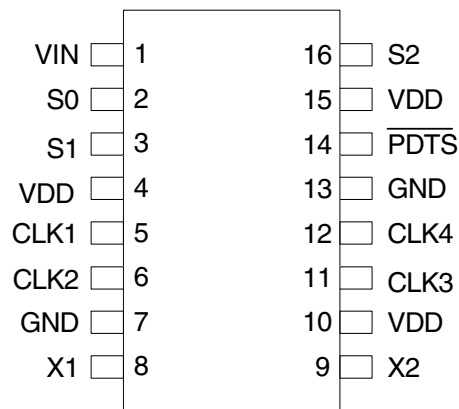 VIN 1 16 S2
S0 2 15 VDD
S1 3 14 PDTS
VDD 4 13 GND
CLK1 5 12 CLK4
CLK2 6 11 CLK3
GND 7 10 VDD
X1 8 9 X2